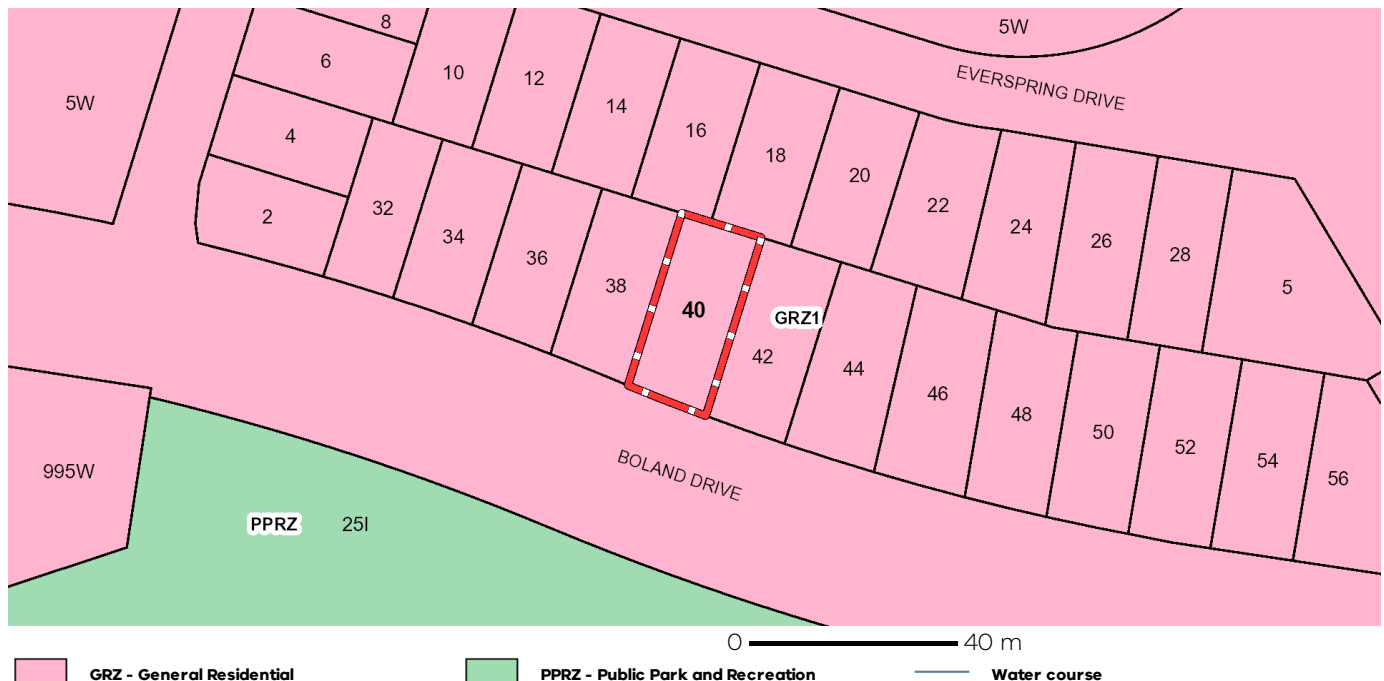 8
5W
6
10
12
EVERSPRING DRIVE
5W
14
4
16
18
20
32
22
2
34
24
26
28
36
38
5
40
GRZ1
42
44
46
48
50
52
54
56
BOLAND DRIVE
995W
PPRZ 25I
0 40 m
GRZ - General Residential
PPRZ - Public Park and Recreation
Water course